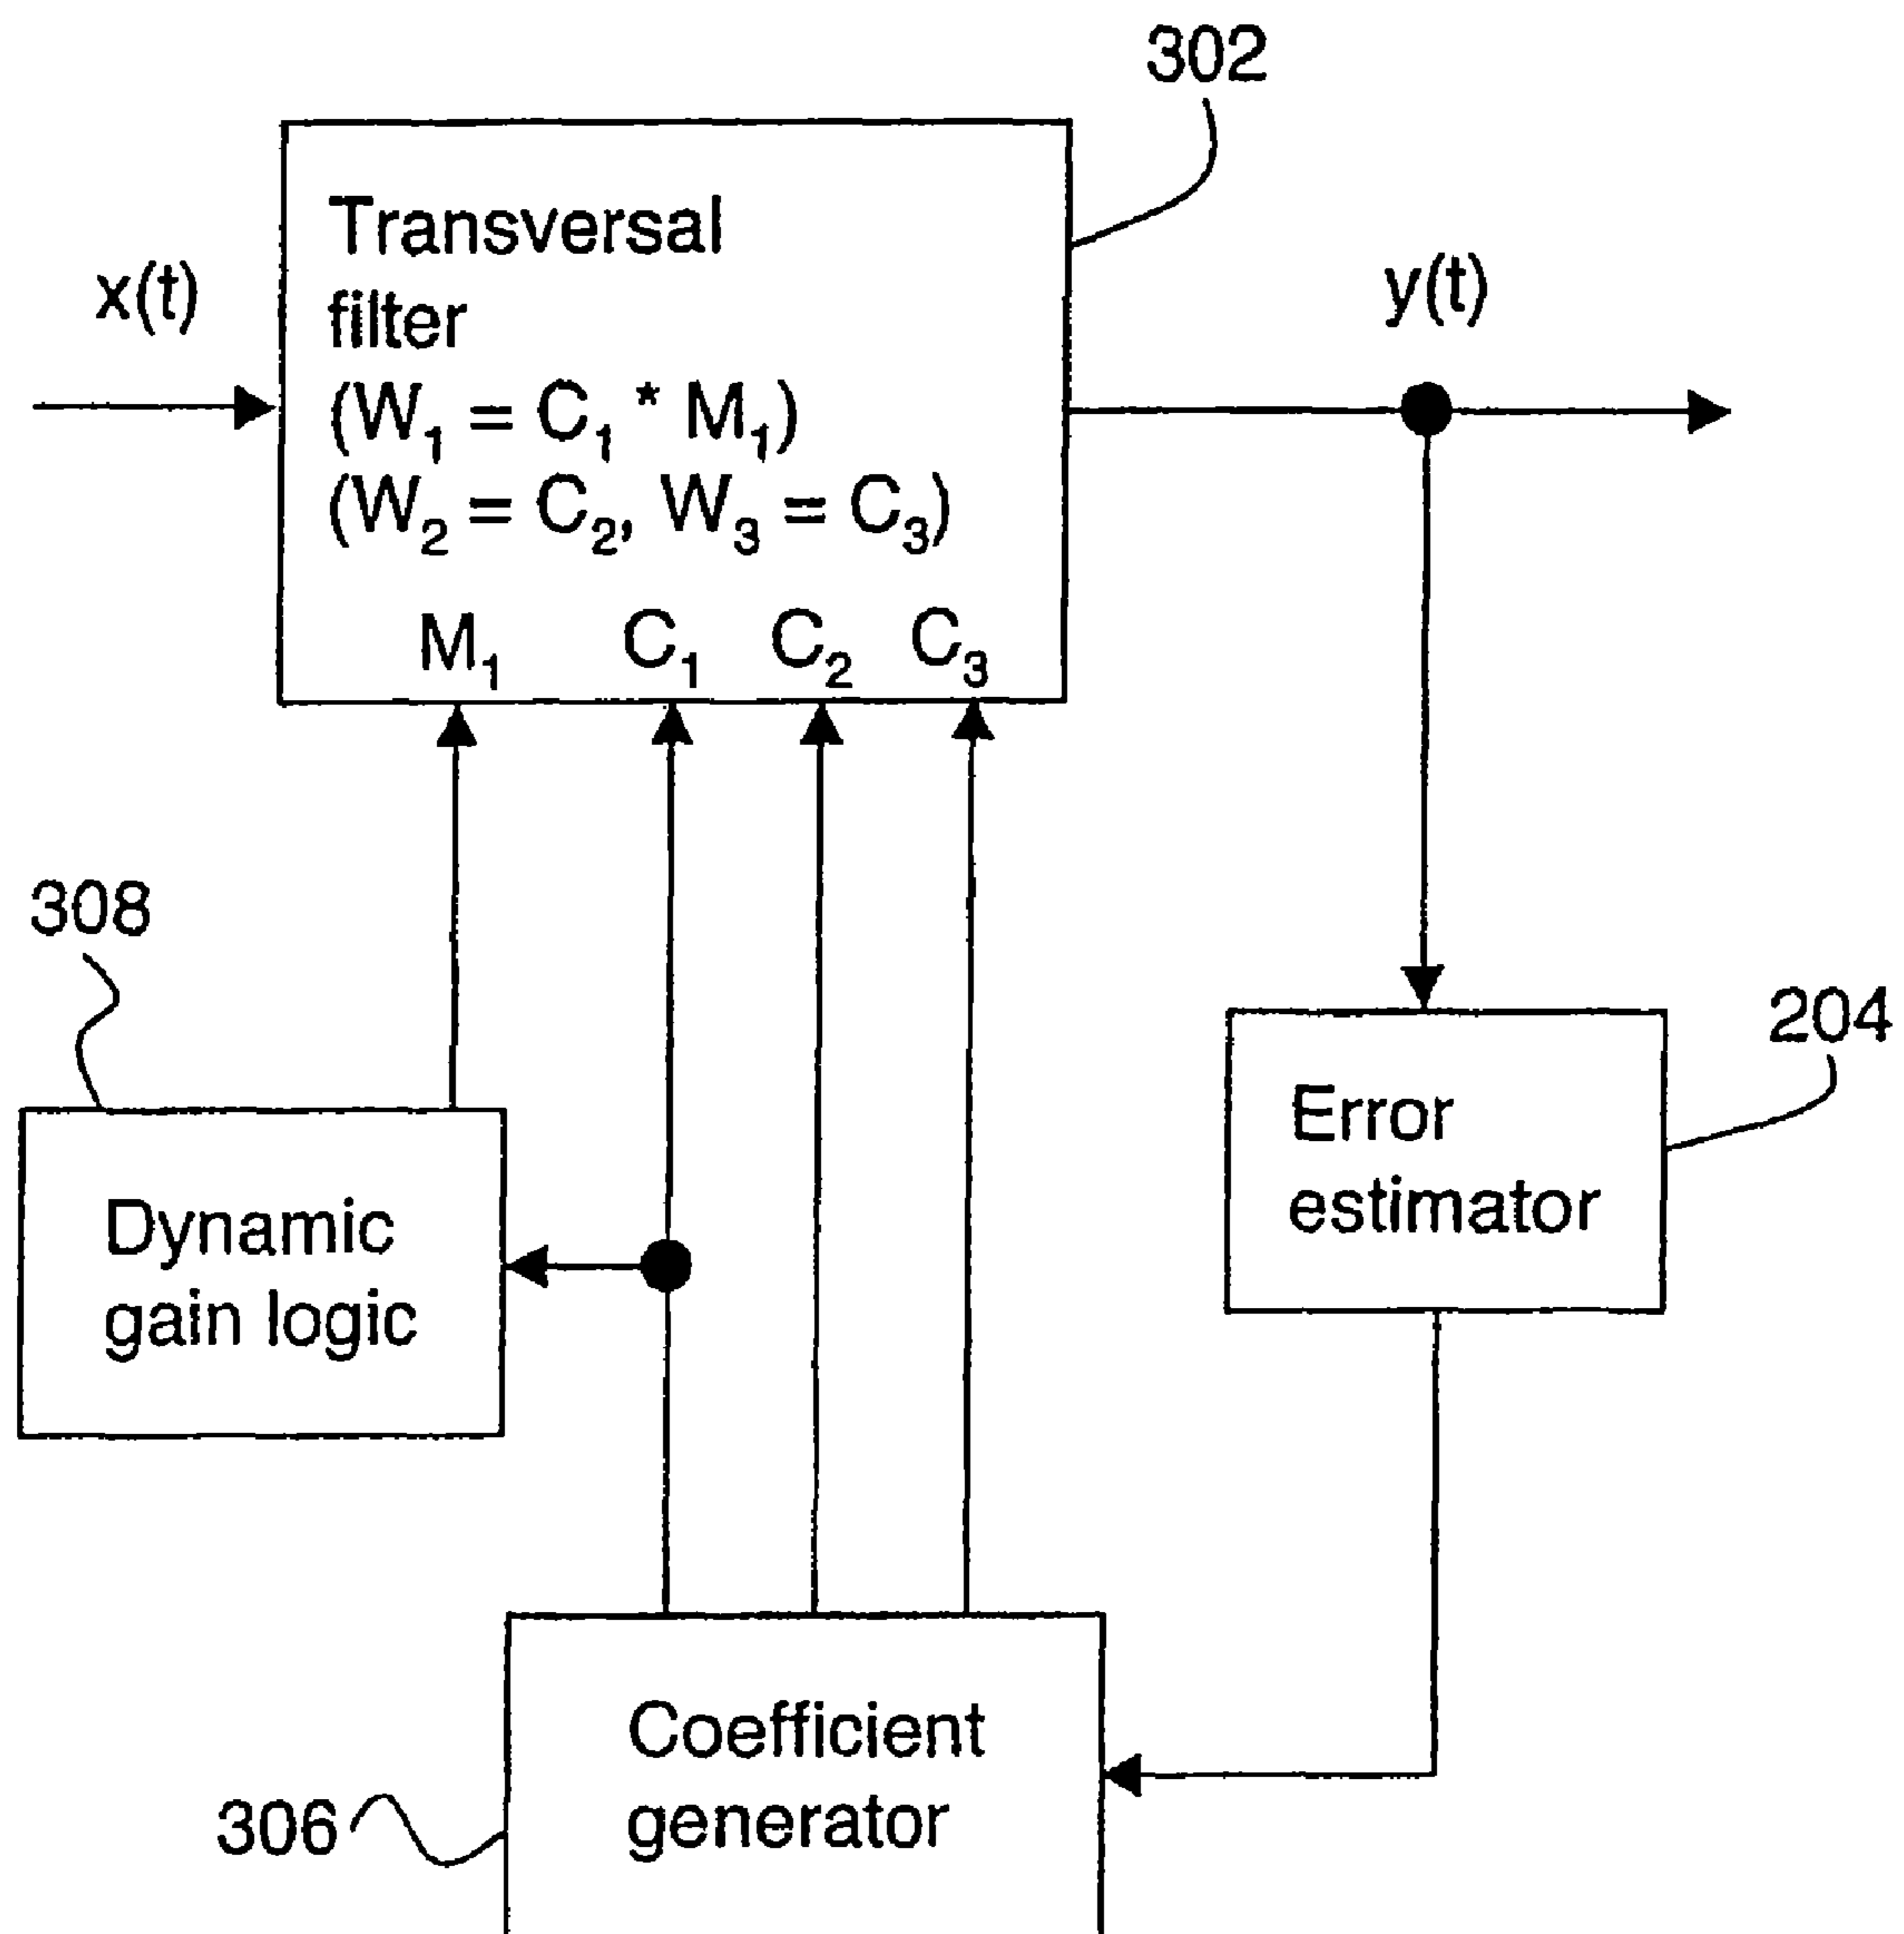 302
Transversal
filter
(W₁ = C₁ * M₁)
(W₂ = C₂, W₃ = C₃)
x(t)
y(t)
M₁ C₁ C₂ C₃
308
204
Error
estimator
Dynamic
gain logic
Coefficient
generator
306